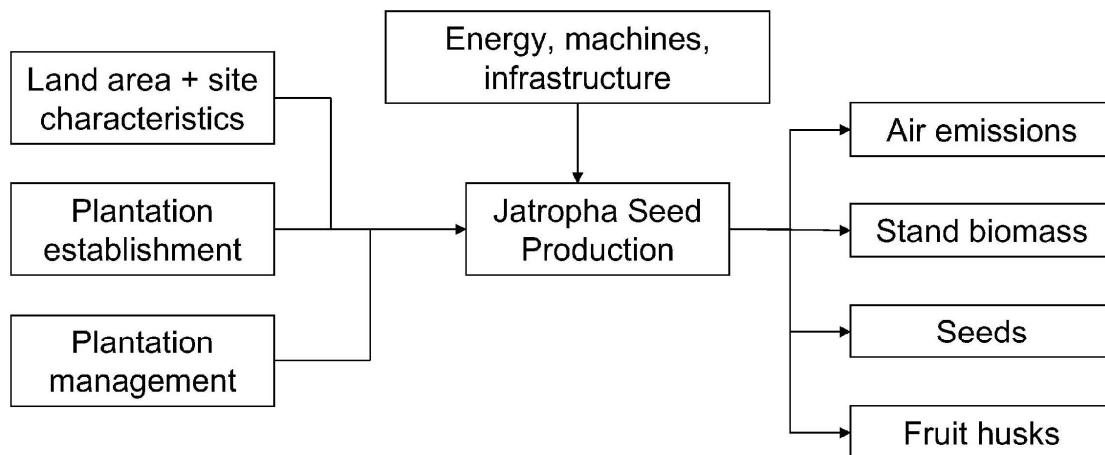 Energy, machines,
infrastructure
Land area + site
characteristics
Plantation
establishment
Plantation
management
Jatropha Seed
Production
Air emissions
Stand biomass
Seeds
Fruit husks